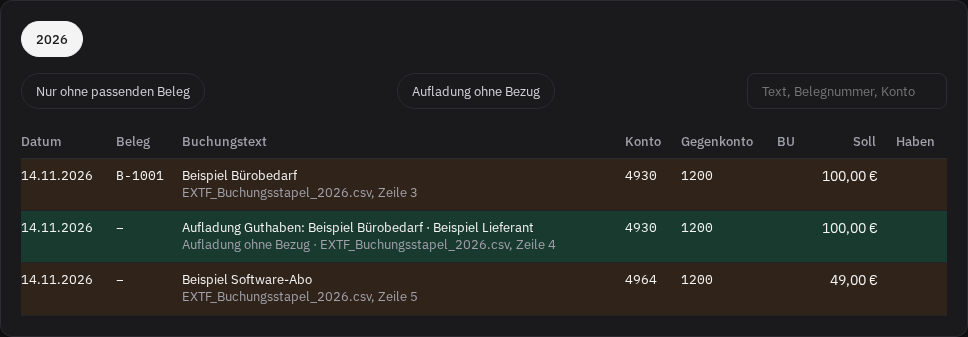 2026
Nur ohne passenden Beleg Aufladung ohne Bezug Text, Belegnummer, Konto
Datum Beleg Buchungstext Konto Gegenkonto BU Soll Haben
14.11.2026 B-1001 Beispiel Bürobedarf 4930 1200 100,00 €
EXTF_Buchungsstapel_2026.csv, Zeile 3
14.11.2026 – Aufladung Guthaben: Beispiel Bürobedarf · Beispiel Lieferant 4930 1200 100,00 €
Aufladung ohne Bezug · EXTF_Buchungsstapel_2026.csv, Zeile 4
14.11.2026 – Beispiel Software-Abo 4964 1200 49,00 €
EXTF_Buchungsstapel_2026.csv, Zeile 5